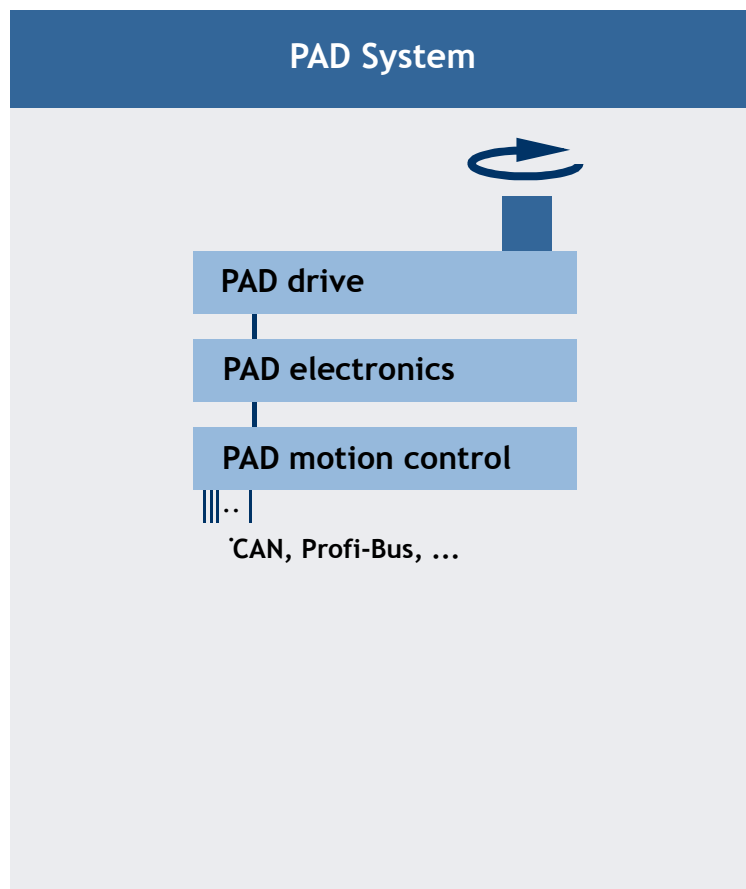 PAD System
PAD drive
PAD electronics
PAD motion control
...
CAN, Profi-Bus, ...